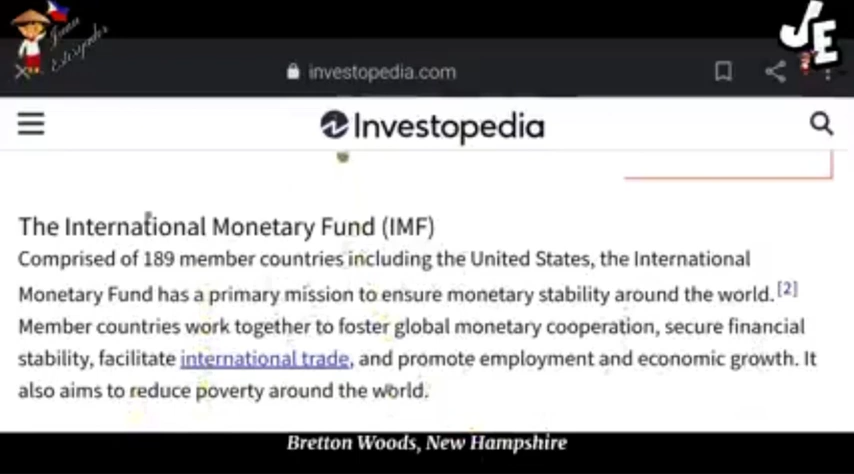 Juan
JE
investopedia.com
Investopedia
The International Monetary Fund (IMF)
Comprised of 189 member countries including the United States, the International
Monetary Fund has a primary mission to ensure monetary stability around the world.[2]
Member countries work together to foster global monetary cooperation, secure financial
stability, facilitate international trade, and promote employment and economic growth. It
also aims to reduce poverty around the world.
Bretton Woods, New Hampshire